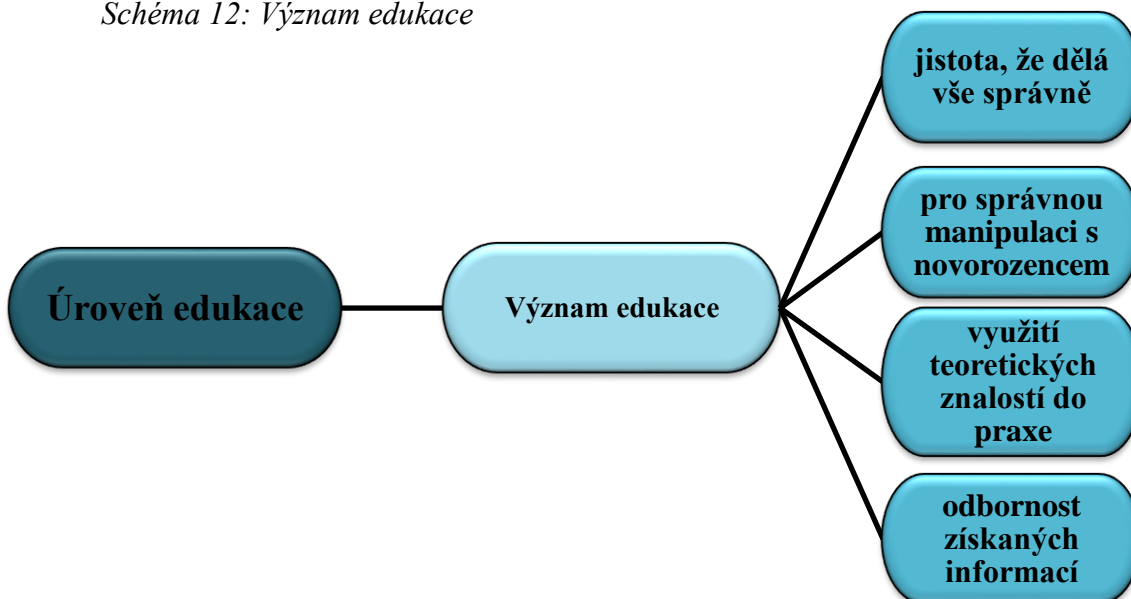 Schéma 12: Význam edukace
Úroveň edukace
Význam edukace
jistota, že dělá
vše správně
pro správnou
manipulaci s
novorozencem
využití
teoretických
znalostí do
praxe
odbornost
získaných
informací